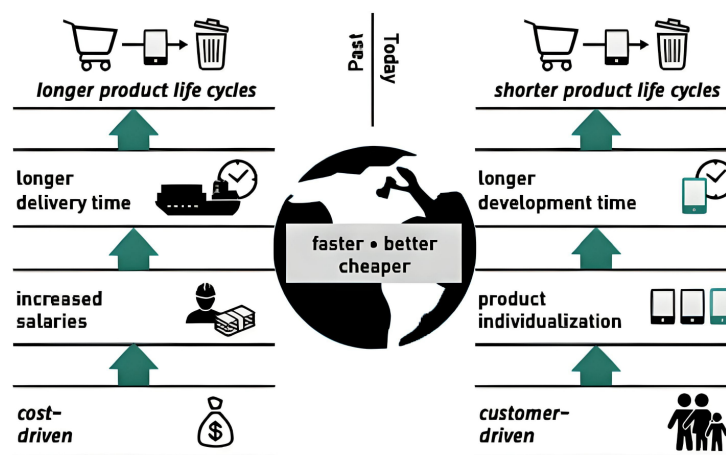 longer product life cycles
longer
delivery time
increased
salaries
cost-
driven
$
Past
Today
faster • better
cheaper
shorter product life cycles
longer
development time
product
individualization
customer-
driven